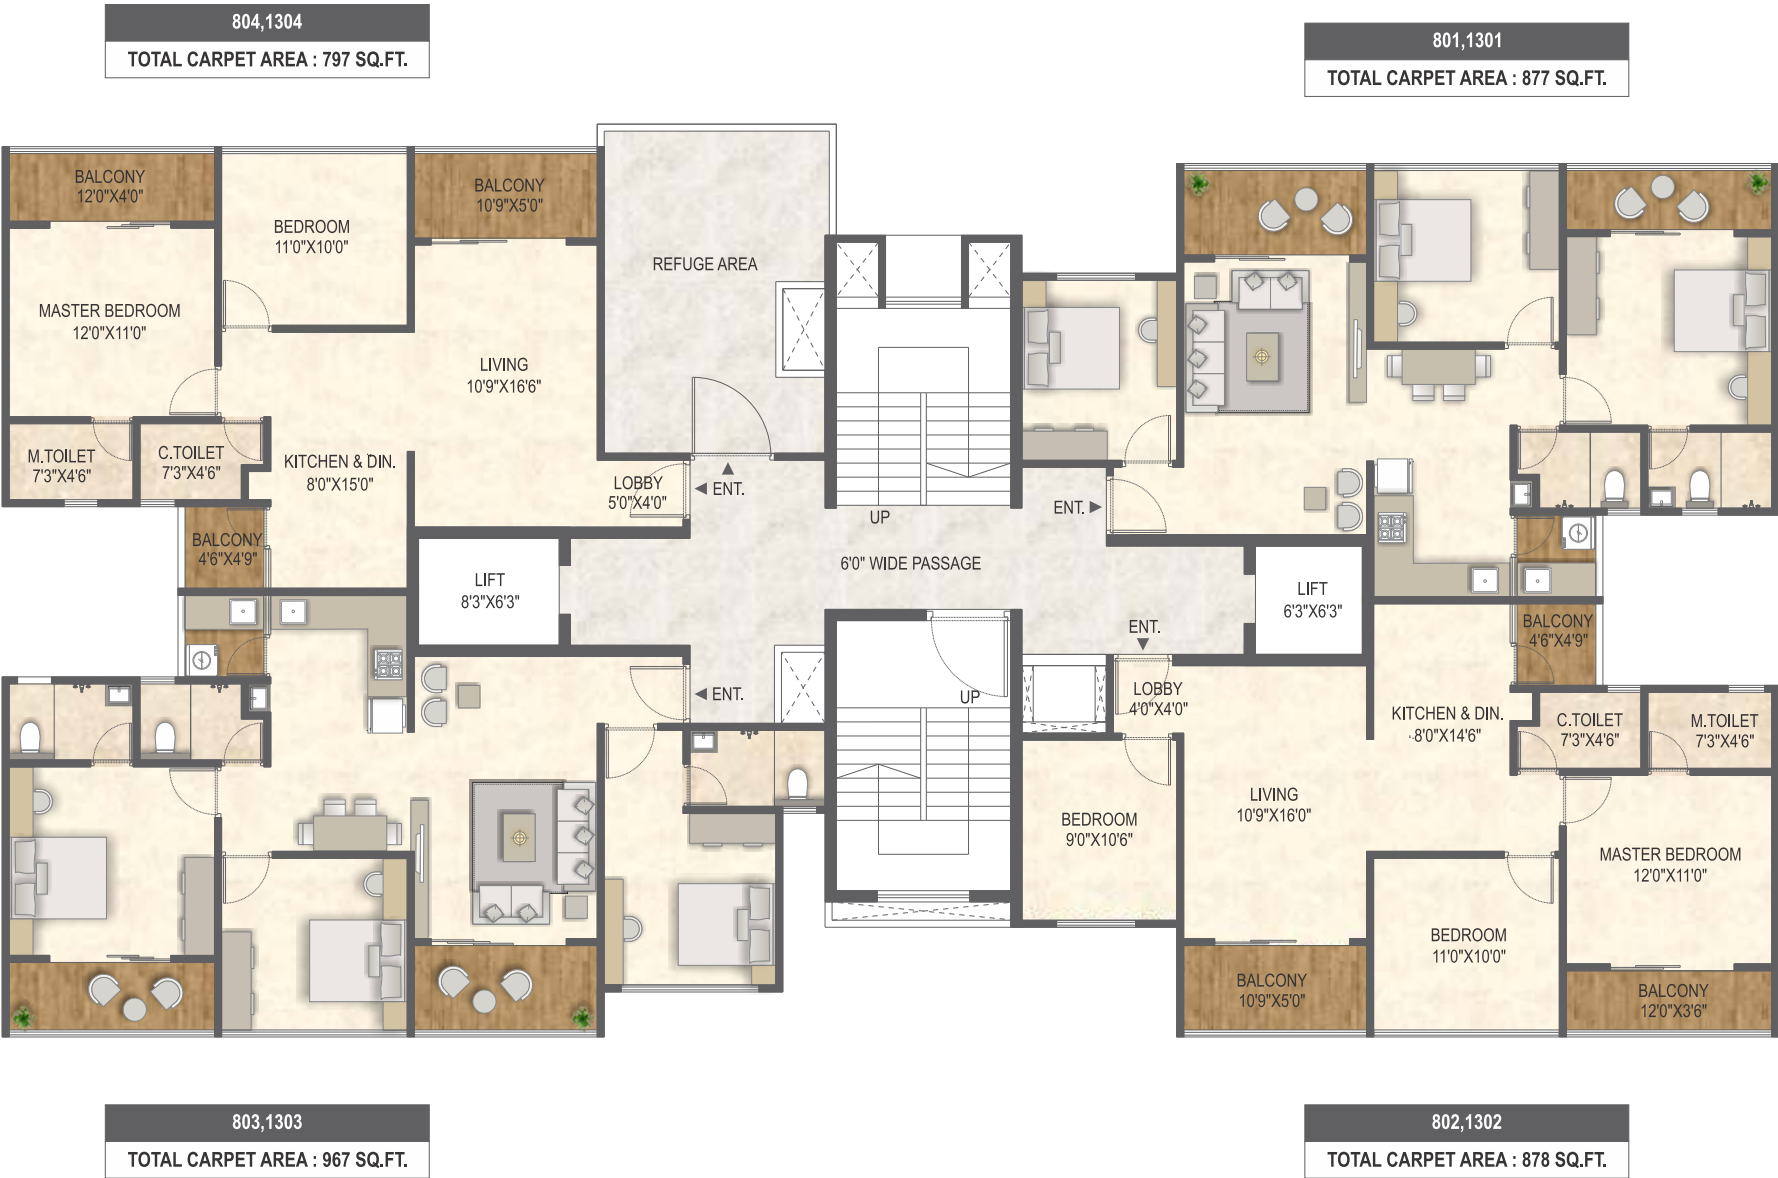 804,1304
TOTAL CARPET AREA : 797 SQ.FT.
801,1301
TOTAL CARPET AREA : 877 SQ.FT.
BALCONY
12'0"X4'0"
BEDROOM
11'0"X10'0"
BALCONY
10'9"X5'0"
REFUGE AREA
MASTER BEDROOM
12'0"X11'0"
LIVING
10'9"X16'6"
M.TOILET
7'3"X4'6"
C.TOILET
7'3"X4'6"
KITCHEN & DIN.
8'0"X15'0"
LOBBY
5'0"X4'0"
ENT.
ENT.
UP
BALCONY
4'6"X4'9"
LIFT
8'3"X6'3"
6'0" WIDE PASSAGE
LIFT
6'3"X6'3"
ENT.
BALCONY
4'6"X4'9"
ENT.
UP
LOBBY
4'0"X4'0"
KITCHEN & DIN.
8'0"X14'6"
C.TOILET
7'3"X4'6"
M.TOILET
7'3"X4'6"
BEDROOM
9'0"X10'6"
LIVING
10'9"X16'0"
MASTER BEDROOM
12'0"X11'0"
BEDROOM
11'0"X10'0"
BALCONY
10'9"X5'0"
BALCONY
12'0"X3'6"
803,1303
TOTAL CARPET AREA : 967 SQ.FT.
802,1302
TOTAL CARPET AREA : 878 SQ.FT.